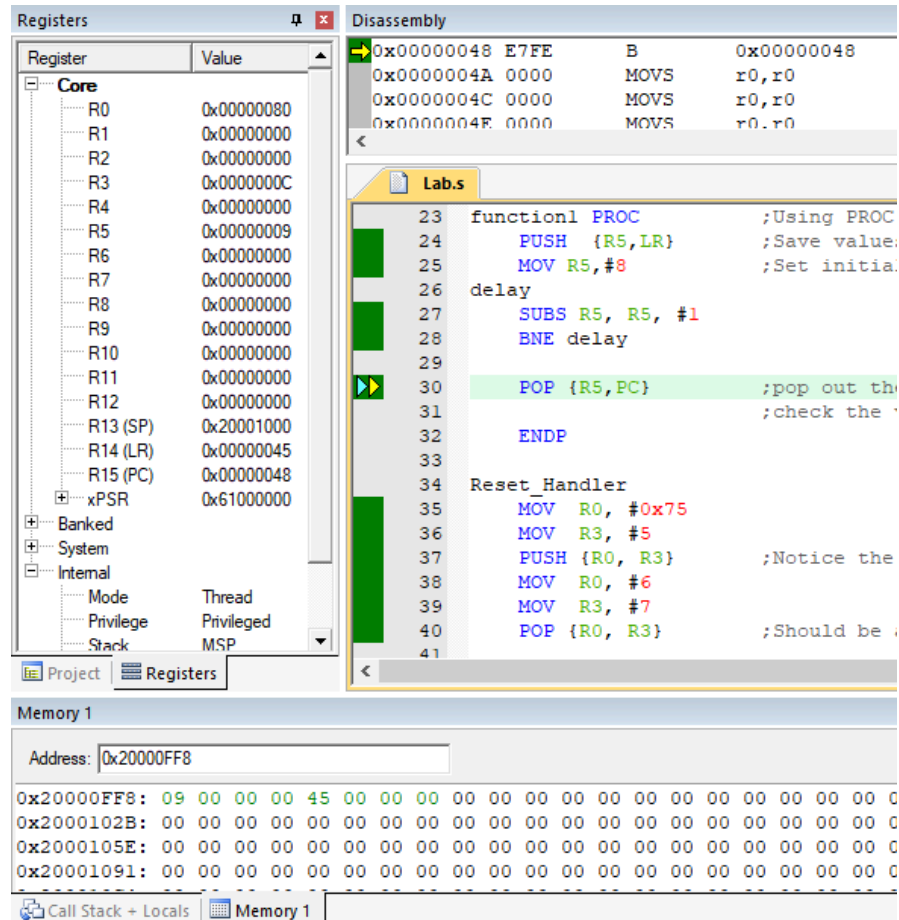 Registers
Register Value
Core
R0 0x00000080
R1 0x00000000
R2 0x00000000
R3 0x0000000C
R4 0x00000000
R5 0x00000009
R6 0x00000000
R7 0x00000000
R8 0x00000000
R9 0x00000000
R10 0x00000000
R11 0x00000000
R12 0x00000000
R13 (SP) 0x20001000
R14 (LR) 0x00000045
R15 (PC) 0x00000048
xPSR 0x61000000
Banked
System
Internal
Mode Thread
Privilege Privileged
Stack MSP
Project Registers
Disassembly
0x00000048 E7FE B 0x00000048
0x0000004A 0000 MOVS r0,r0
0x0000004C 0000 MOVS r0,r0
0x0000004E 0000 MOVS r0,r0
Lab.s
23 function1 PROC ;Using PROC
24 PUSH {R5,LR} ;Save value
25 MOV R5,#8 ;Set initial
26 delay
27 SUBS R5, R5, #1
28 BNE delay
29
30 POP {R5,PC} ;pop out the
31 ;check the
32 ENDP
33
34 Reset_Handler
35 MOV R0, #0x75
36 MOV R3, #5
37 PUSH {R0, R3} ;Notice the
38 MOV R0, #6
39 MOV R3, #7
40 POP {R0, R3} ;Should be
41
Memory 1
Address: 0x20000FF8
0x20000FF8: 09 00 00 00 45 00 00 00 00 00 00 00 00 00 00 00 00 00 00 00
0x2000102B: 00 00 00 00 00 00 00 00 00 00 00 00 00 00 00 00 00 00 00 00
0x2000105E: 00 00 00 00 00 00 00 00 00 00 00 00 00 00 00 00 00 00 00 00
0x20001091: 00 00 00 00 00 00 00 00 00 00 00 00 00 00 00 00 00 00 00 00
Call Stack + Locals Memory 1